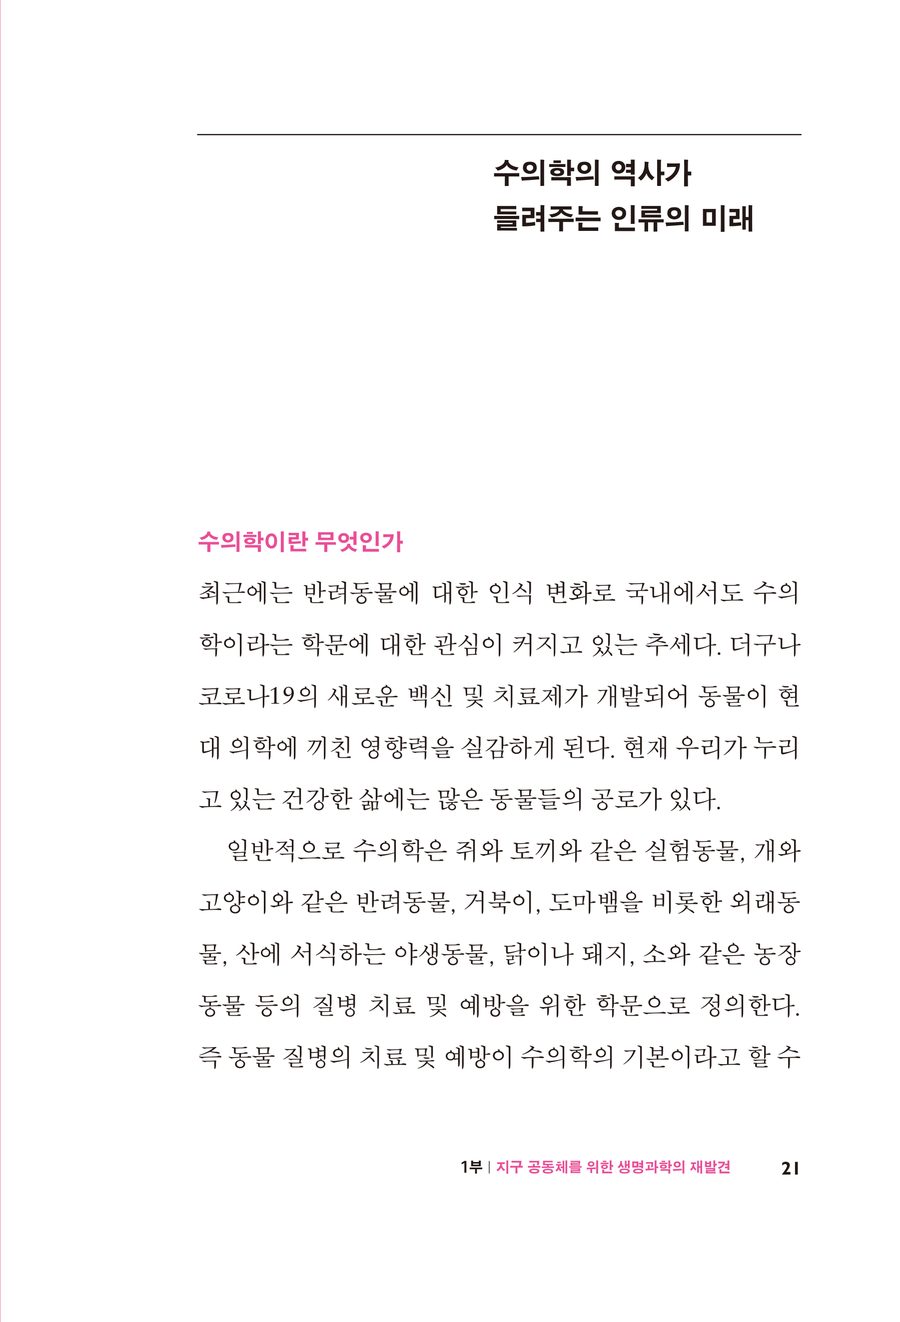 수의학의 역사가
들려주는 인류의 미래
수의학이란 무엇인가
최근에는 반려동물에 대한 인식 변화로 국내에서도 수의
학이라는 학문에 대한 관심이 커지고 있는 추세다. 더구나
코로나19의 새로운 백신 및 치료제가 개발되어 동물이 현
대 의학에 끼친 영향력을 실감하게 된다. 현재 우리가 누리
고 있는 건강한 삶에는 많은 동물들의 공로가 있다.
일반적으로 수의학은 쥐와 토끼와 같은 실험동물, 개와
고양이와 같은 반려동물, 거북이, 도마뱀을 비롯한 외래동
물, 산에 서식하는 야생동물, 닭이나 돼지, 소와 같은 농장
동물 등의 질병 치료 및 예방을 위한 학문으로 정의한다.
즉 동물 질병의 치료 및 예방이 수의학의 기본이라고 할 수
1부 | 지구 공동체를 위한 생명과학의 재발견 21